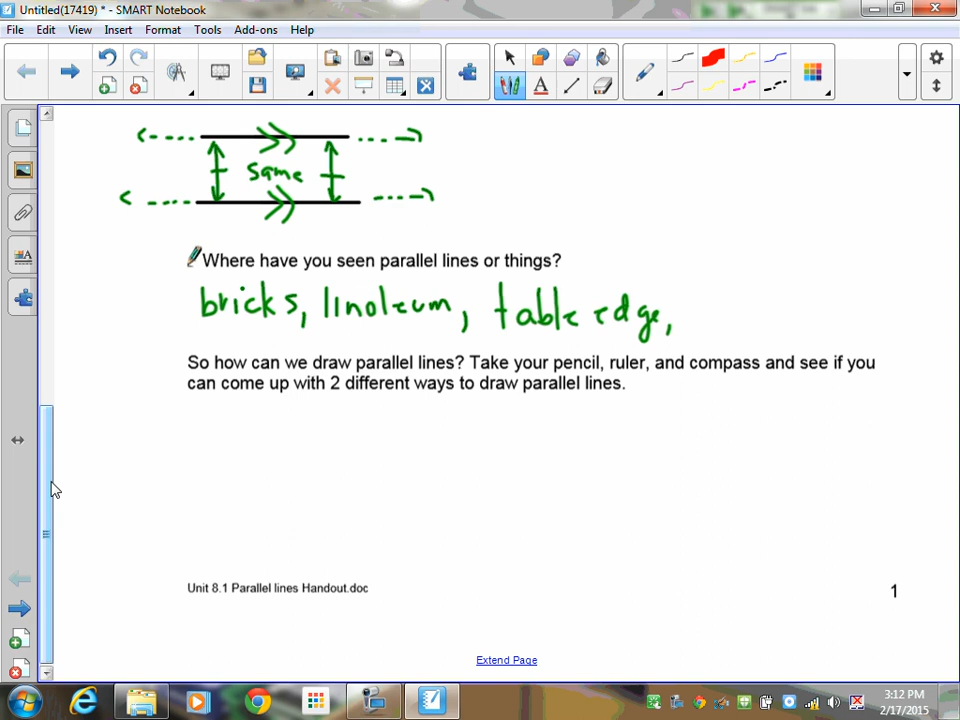 Untitled(17419) * - SMART Notebook
File Edit View Insert Format Tools Add-ons Help
same
Where have you seen parallel lines or things?
bricks, linoleum, table edge,
So how can we draw parallel lines? Take your pencil, ruler, and compass and see if you
can come up with 2 different ways to draw parallel lines.
Unit 8.1 Parallel lines Handout.doc
1
Extend Page
3:12 PM
2/17/2015